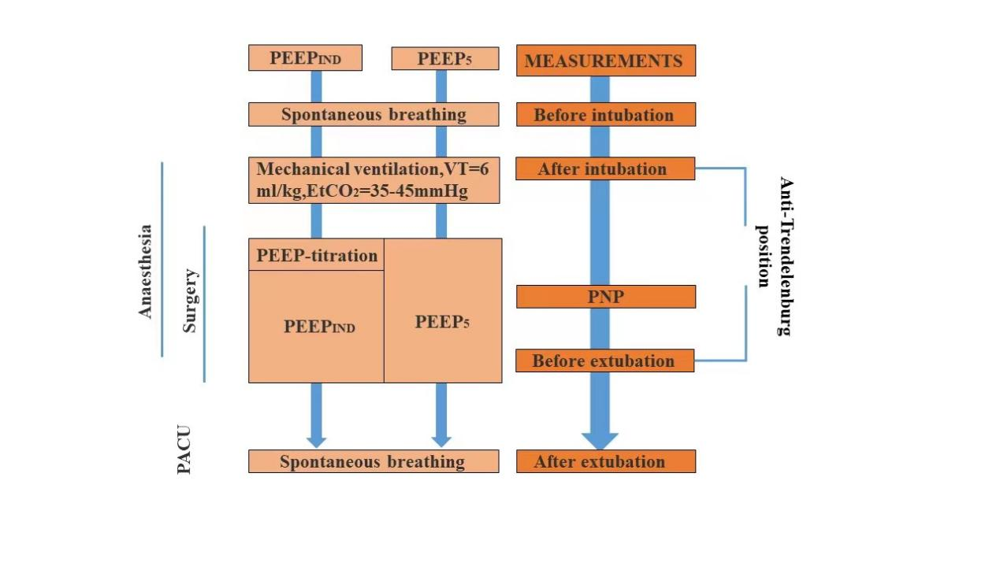 PEEPIND
PEEP5
MEASUREMENTS
Spontaneous breathing
Before intubation
Mechanical ventilation,VT=6
ml/kg,EtCO2=35-45mmHg
After intubation
Anti-Trendelenburg
position
Anaesthesia
Surgery
PEEP-titration
PEEPIND
PEEP5
PNP
Before extubation
PACU
Spontaneous breathing
After extubation